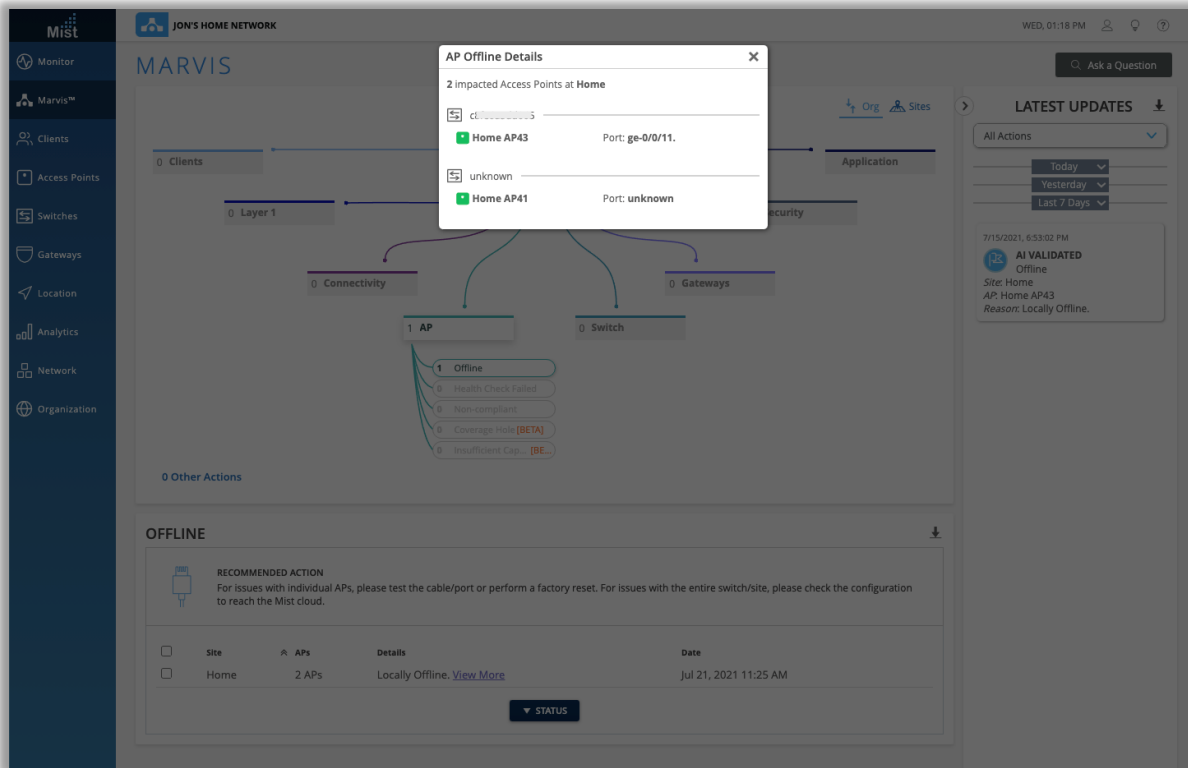 Mist
JON'S HOME NETWORK
WED, 01:18 PM
Monitor
Marvis™
Clients
Access Points
Switches
Gateways
Location
Analytics
Network
Organization
MARVIS
Ask a Question
AP Offline Details
2 impacted Access Points at Home
Home AP43 Port: ge-0/0/11.
unknown
Home AP41 Port: unknown
Org Sites
0 Clients
Application
0 Layer 1
0 Connectivity
0 Gateways
1 AP
0 Switch
1 Offline
0 Health Check Failed
0 Non-compliant
0 Coverage Hole [BETA]
0 Insufficient Cap... [BE...
0 Other Actions
LATEST UPDATES
All Actions
Today
Yesterday
Last 7 Days
7/15/2021, 6:53:02 PM
AI VALIDATED
Offline
Site: Home
AP: Home AP43
Reason: Locally Offline.
OFFLINE
RECOMMENDED ACTION
For issues with individual APs, please test the cable/port or perform a factory reset. For issues with the entire switch/site, please check the configuration
to reach the Mist cloud.
Site APs Details Date
Home 2 APs Locally Offline. View More Jul 21, 2021 11:25 AM
STATUS